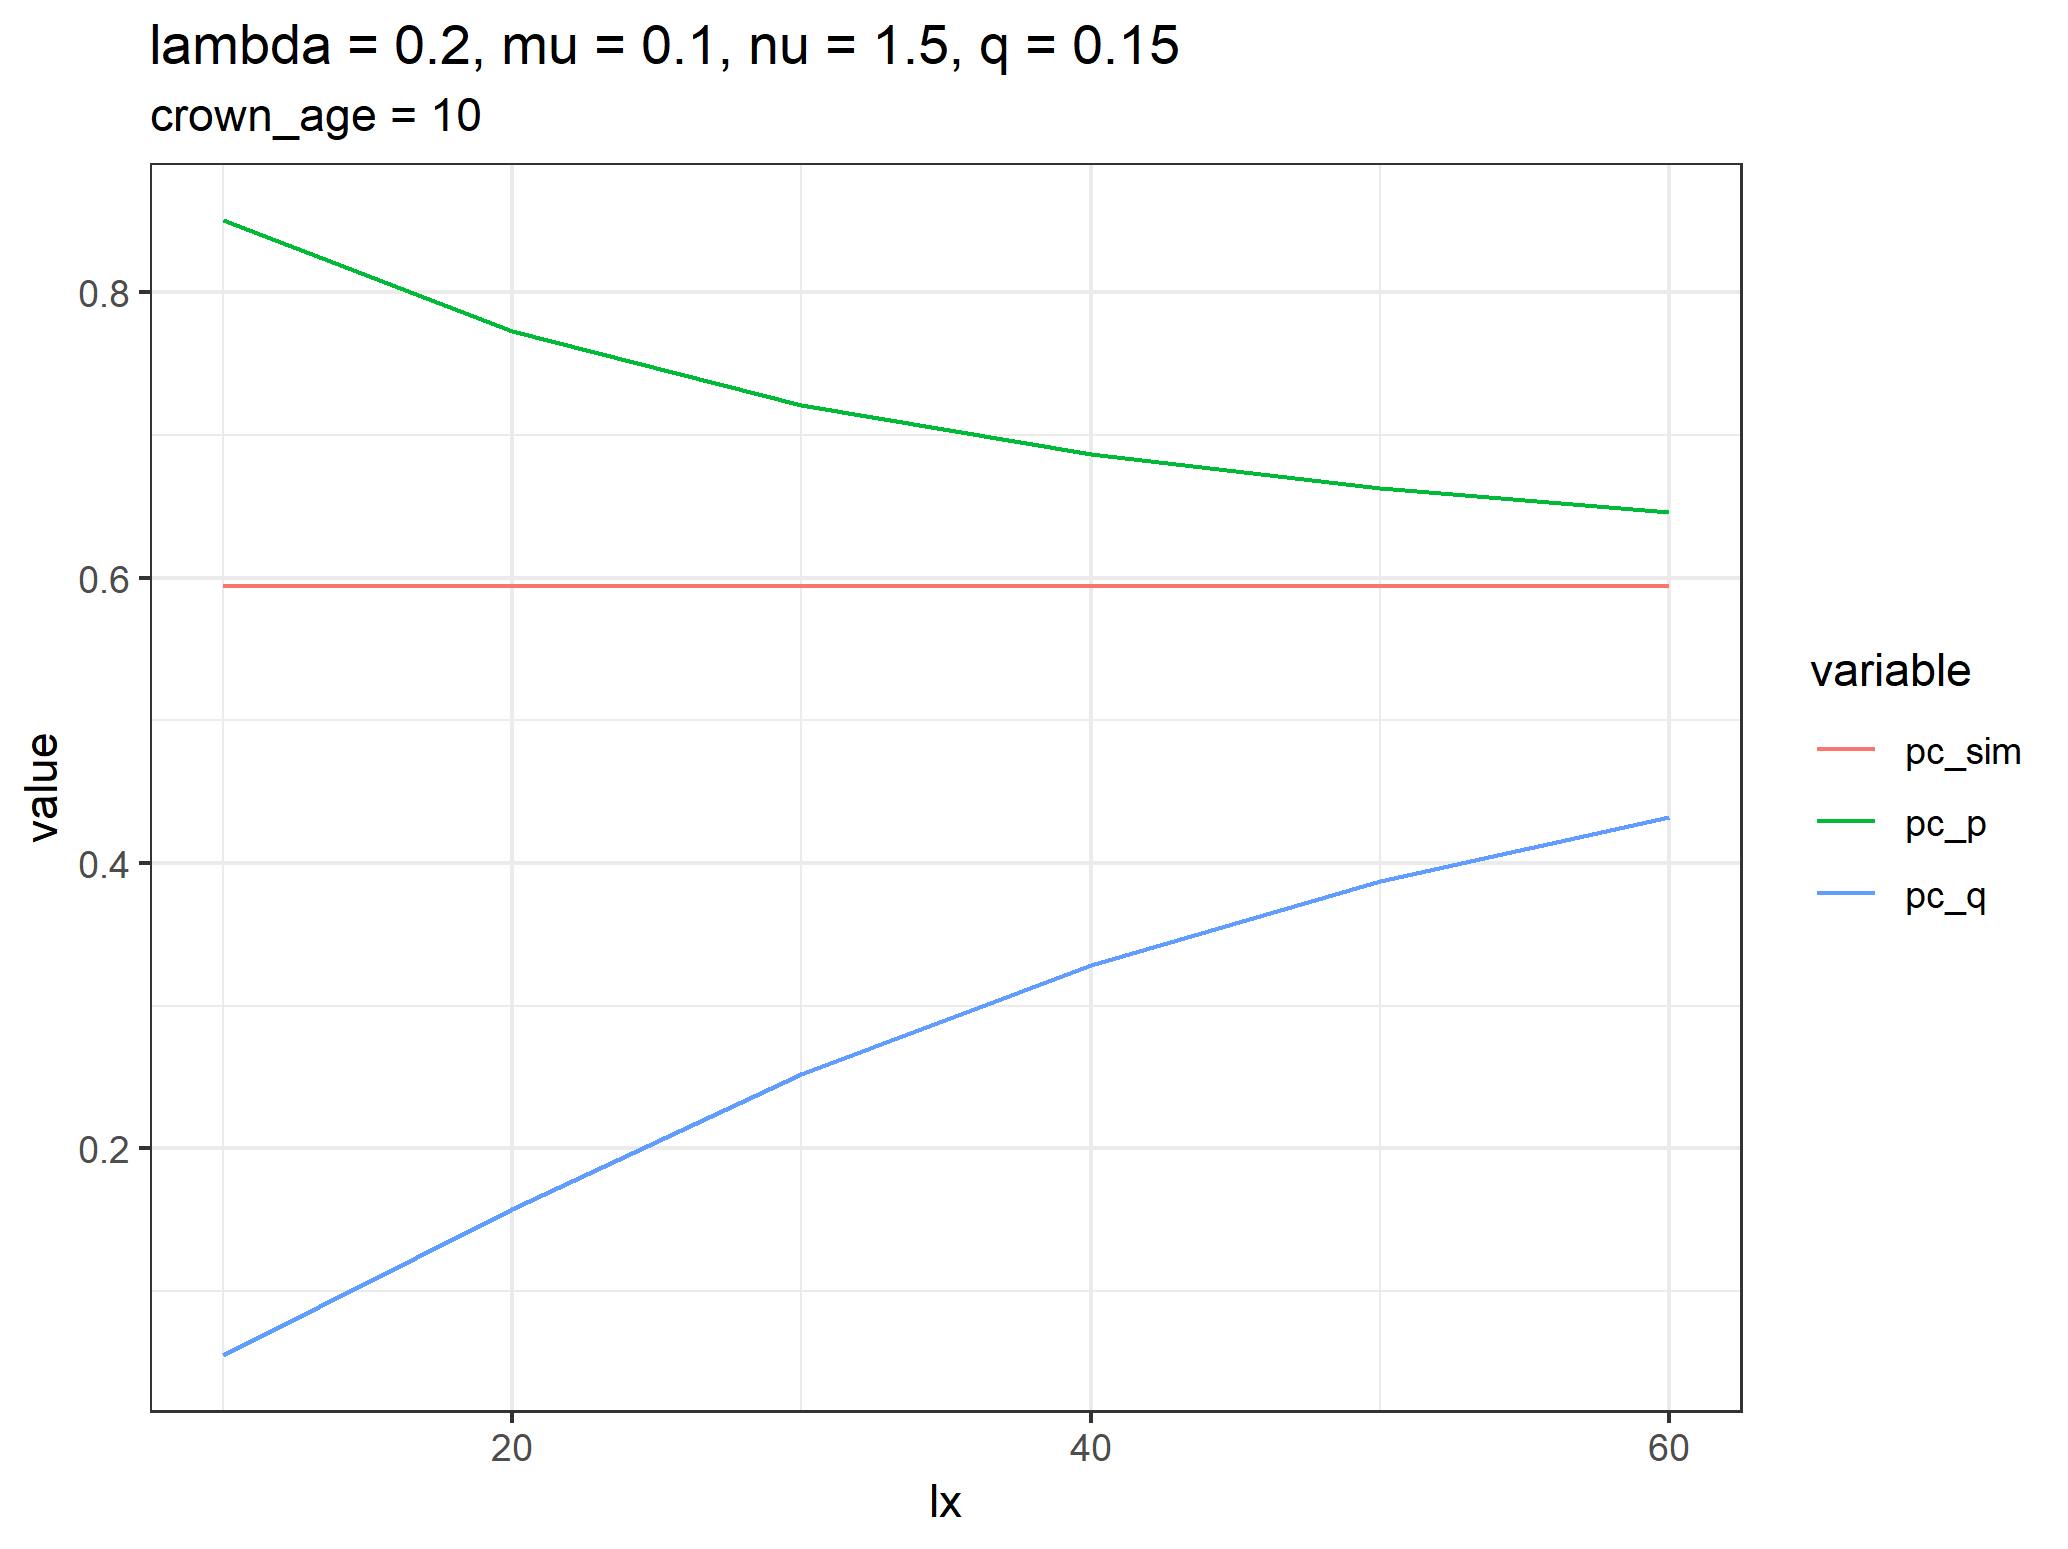 lambda = 0.2, mu = 0.1, nu = 1.5, q = 0.15
crown_age = 10
value
0.8
0.6
0.4
0.2
20
40
60
lx
variable
pc_sim
pc_p
pc_q